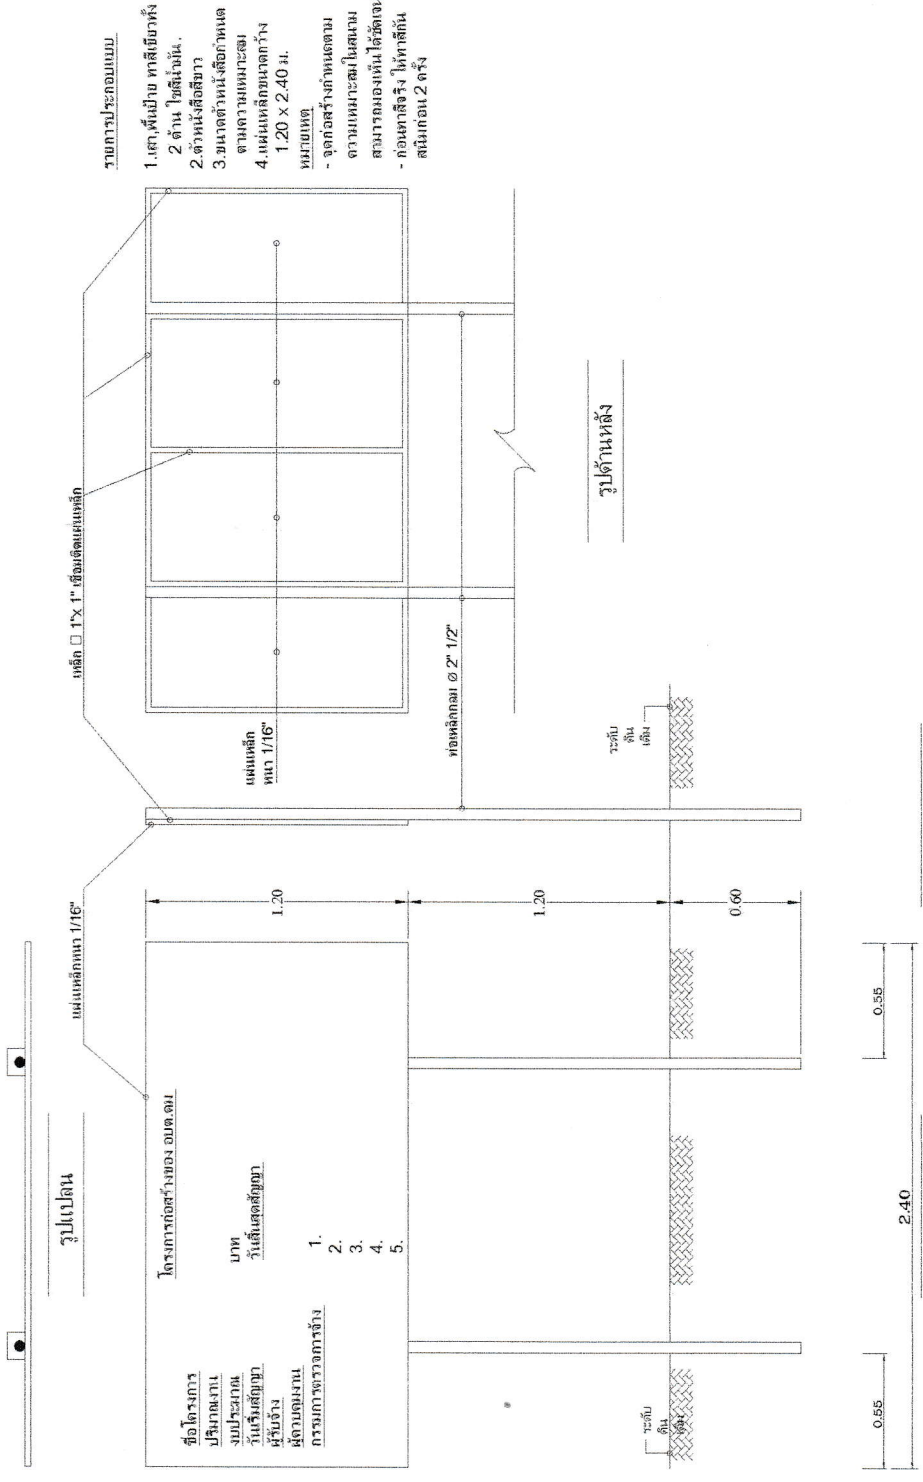 รูปแปลน
แผ่นเหล็กหนา 1/16"
เหล็ก □ 1"x 1" เชื่อมติดแผ่นเหล็ก
โครงการก่อสร้างของ อบต.ดม
ชื่อโครงการ
ปริมาณงาน
งบประมาณ บาท
วันเริ่มสัญญา วันสิ้นสุดสัญญา
ผู้รับจ้าง
ผู้ควบคุมงาน 1.
กรรมการตรวจการจ้าง 2.
3.
4.
5.
1.20
1.20
0.60
ระดับ
ดิน
เดิม
0.55
0.55
2.40
แผ่นเหล็ก
หนา 1/16"
ท่อเหล็กกลม Ø 2" 1/2"
ระดับ
ดิน
เดิม
รูปด้านหลัง
รายการประกอบแบบ
1.เสา,พื้นป้าย ทาสีเขียวทั้ง
2 ด้าน ใช้สีน้ำมัน .
2.ตัวหนังสือสีขาว
3.ขนาดตัวหนังสือกำหนด
ตามความเหมาะสม
4.แผ่นเหล็กขนาดกว้าง
1.20 x 2.40 ม.
หมายเหตุ
- จุดก่อสร้างกำหนดตาม
ความเหมาะสมในสนาม
สามารถมองเห็นได้ชัดเจน
- ก่อนทาสีจริง ให้ทาสีกัน
สนิมก่อน 2 ครั้ง